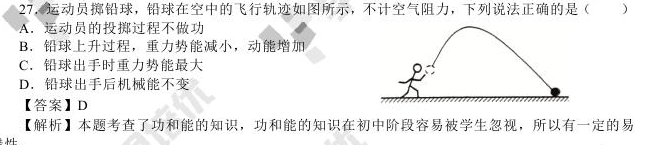 27．运动员掷铅球，铅球在空中的飞行轨迹如图所示，不计空气阻力，下列说法正确的是（　　）
A．运动员的投掷过程不做功
B．铅球上升过程，重力势能减小，动能增加
C．铅球出手时重力势能最大
D．铅球出手后机械能不变
【答案】D
【解析】本题考查了功和能的知识，功和能的知识在初中阶段容易被学生忽视，所以有一定的易